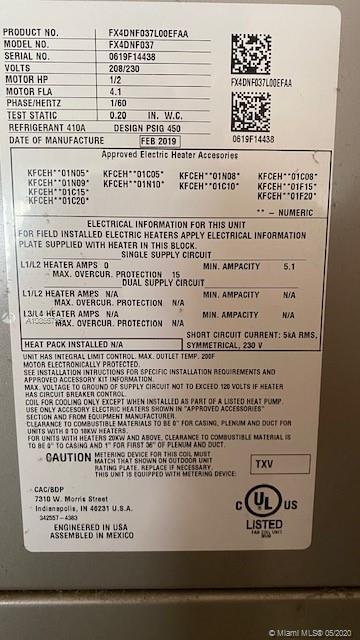 PRODUCT NO. FX4DNF037L00EFAA
MODEL NO. FX4DNF037
SERIAL NO. 0619F14438
VOLTS 208/230
MOTOR HP 1/2
MOTOR FLA 4.1
PHASE/HERTZ 1/60
TEST STATIC 0.20 IN. W.C.
REFRIGERANT 410A DESIGN PSIG 450
DATE OF MANUFACTURE FEB 2019
FX4DNF037L00EFAA
0619F14438
Approved Electric Heater Accesories
KFCEH**01N05* KFCEH**01C05* KFCEH**01N08* KFCEH**01C08*
KFCEH**01N09* KFCEH**01N10* KFCEH**01C10* KFCEH**01F15*
KFCEH**01C15* KFCEH**01F20*
KFCEH**01C20*
** - NUMERIC
ELECTRICAL INFORMATION FOR THIS UNIT
FOR FIELD INSTALLED ELECTRIC HEATERS APPLY ELECTRICAL INFORMATION
PLATE SUPPLIED WITH HEATER IN THIS BLOCK.
SINGLE SUPPLY CIRCUIT
L1/L2 HEATER AMPS 0 MIN. AMPACITY 5.1
MAX. OVERCUR. PROTECTION 15
DUAL SUPPLY CIRCUIT
L1/L2 HEATER AMPS N/A MIN. AMPACITY N/A
MAX. OVERCUR. PROTECTION N/A
L3/L4 HEATER AMPS N/A MIN. AMPACITY N/A
MAX. OVERCUR. PROTECTION N/A
SHORT CIRCUIT CURRENT: 5kA RMS,
HEAT PACK INSTALLED N/A SYMMETRICAL, 230 V
UNIT HAS INTEGRAL LIMIT CONTROL. MAX. OUTLET TEMP. 200F
MOTOR ELECTRONICALLY PROTECTED.
SEE INSTALLATION INSTRUCTIONS FOR SPECIFIC INSTALLATION REQUIREMENTS AND
APPROVED ACCESSORY KIT INFORMATION.
MAX. VOLTAGE TO GROUND OF SUPPLY CIRCUIT NOT TO EXCEED 120 VOLTS IF HEATER
HAS CIRCUIT BREAKER CONTROL.
COIL FOR COOLING ONLY EXCEPT WHEN INSTALLED AS PART OF A LISTED HEAT PUMP.
USE ONLY ACCESORY ELECTRIC HEATERS SHOWN IN "APPROVED ACCESSORIES"
SECTION AND FROM EQUIPMENT MANUFACTURER.
CLEARANCE TO COMBUSTIBLE MATERIALS TO BE 0" FOR CASING, PLENUM AND DUCT FOR
UNITS WITH 0 TO 18KW HEATERS.
FOR UNITS WITH HEATERS 20KW AND ABOVE, CLEARANCE TO COMBUSTIBLE MATERIAL IS
TO BE 0" TO CASING AND 1" FOR FIRST 36" OF PLENUM AND DUCT.
CAUTION METERING DEVICE FOR THIS COIL MUST
MATCH THAT SHOWN ON OUTDOOR UNIT
RATING PLATE. REPLACE IF NECESSARY.
THIS UNIT IS EQUIPPED WITH METERING DEVICE: TXV
CAC/BDP
7310 W. Morris Street
Indianapolis, IN 46231 U.S.A.
342557-4383
ENGINEERED IN USA
ASSEMBLED IN MEXICO
C UL US
LISTED
FAN COIL UNIT
© Miami MLS® 05/2020